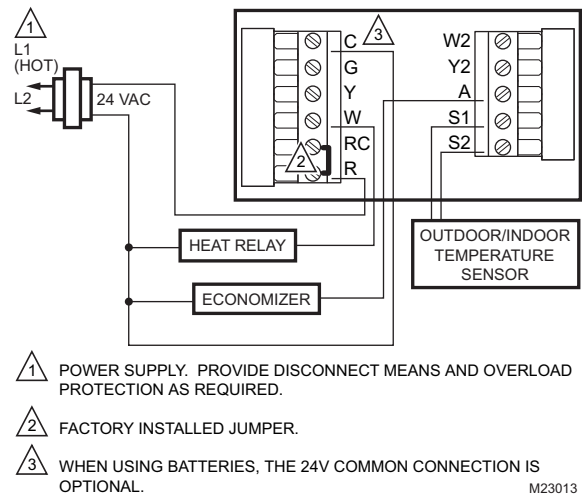 1
L1
(HOT)
L2
24 VAC
3
C
G
Y
W
RC
R
2
W2
Y2
A
S1
S2
HEAT RELAY
ECONOMIZER
OUTDOOR/INDOOR
TEMPERATURE
SENSOR
1 POWER SUPPLY. PROVIDE DISCONNECT MEANS AND OVERLOAD
PROTECTION AS REQUIRED.
2 FACTORY INSTALLED JUMPER.
3 WHEN USING BATTERIES, THE 24V COMMON CONNECTION IS
OPTIONAL.
M23013